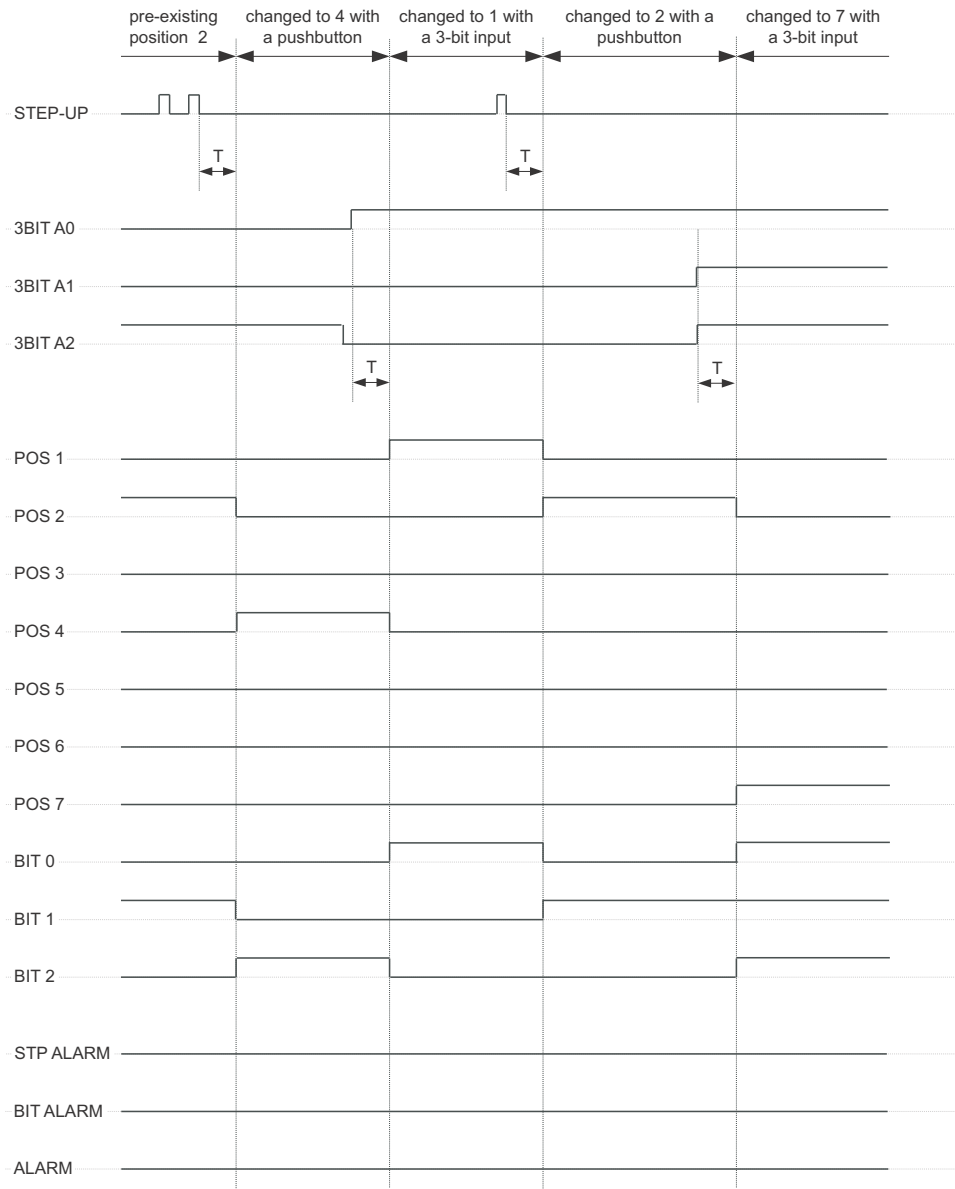 pre-existing
position 2
changed to 4 with
a pushbutton
changed to 1 with
a 3-bit input
changed to 2 with a
pushbutton
changed to 7 with
a 3-bit input
STEP-UP
T
T
3BIT A0
3BIT A1
3BIT A2
T
T
POS 1
POS 2
POS 3
POS 4
POS 5
POS 6
POS 7
BIT 0
BIT 1
BIT 2
STP ALARM
BIT ALARM
ALARM